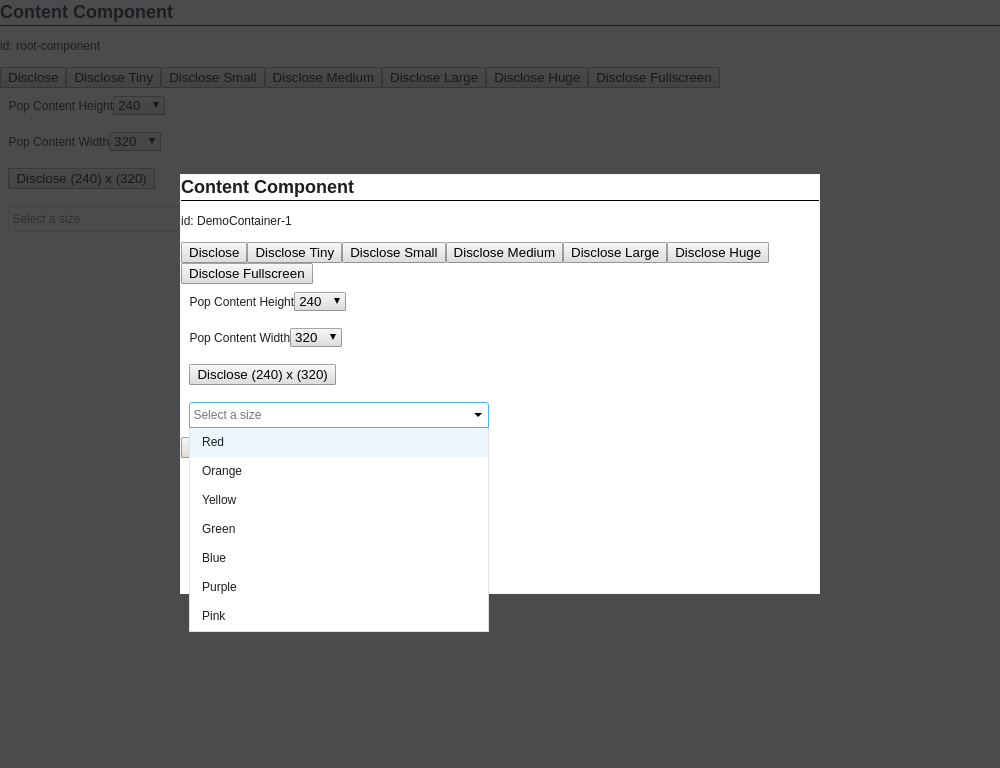 Content Component
id: root-component
Disclose Disclose Tiny Disclose Small Disclose Medium Disclose Large Disclose Huge Disclose Fullscreen
Pop Content Height 240
Pop Content Width 320
Disclose (240) x (320)
Select a size
Content Component
id: DemoContainer-1
Disclose Disclose Tiny Disclose Small Disclose Medium Disclose Large Disclose Huge
Disclose Fullscreen
Pop Content Height 240
Pop Content Width 320
Disclose (240) x (320)
Select a size
Red
Orange
Yellow
Green
Blue
Purple
Pink